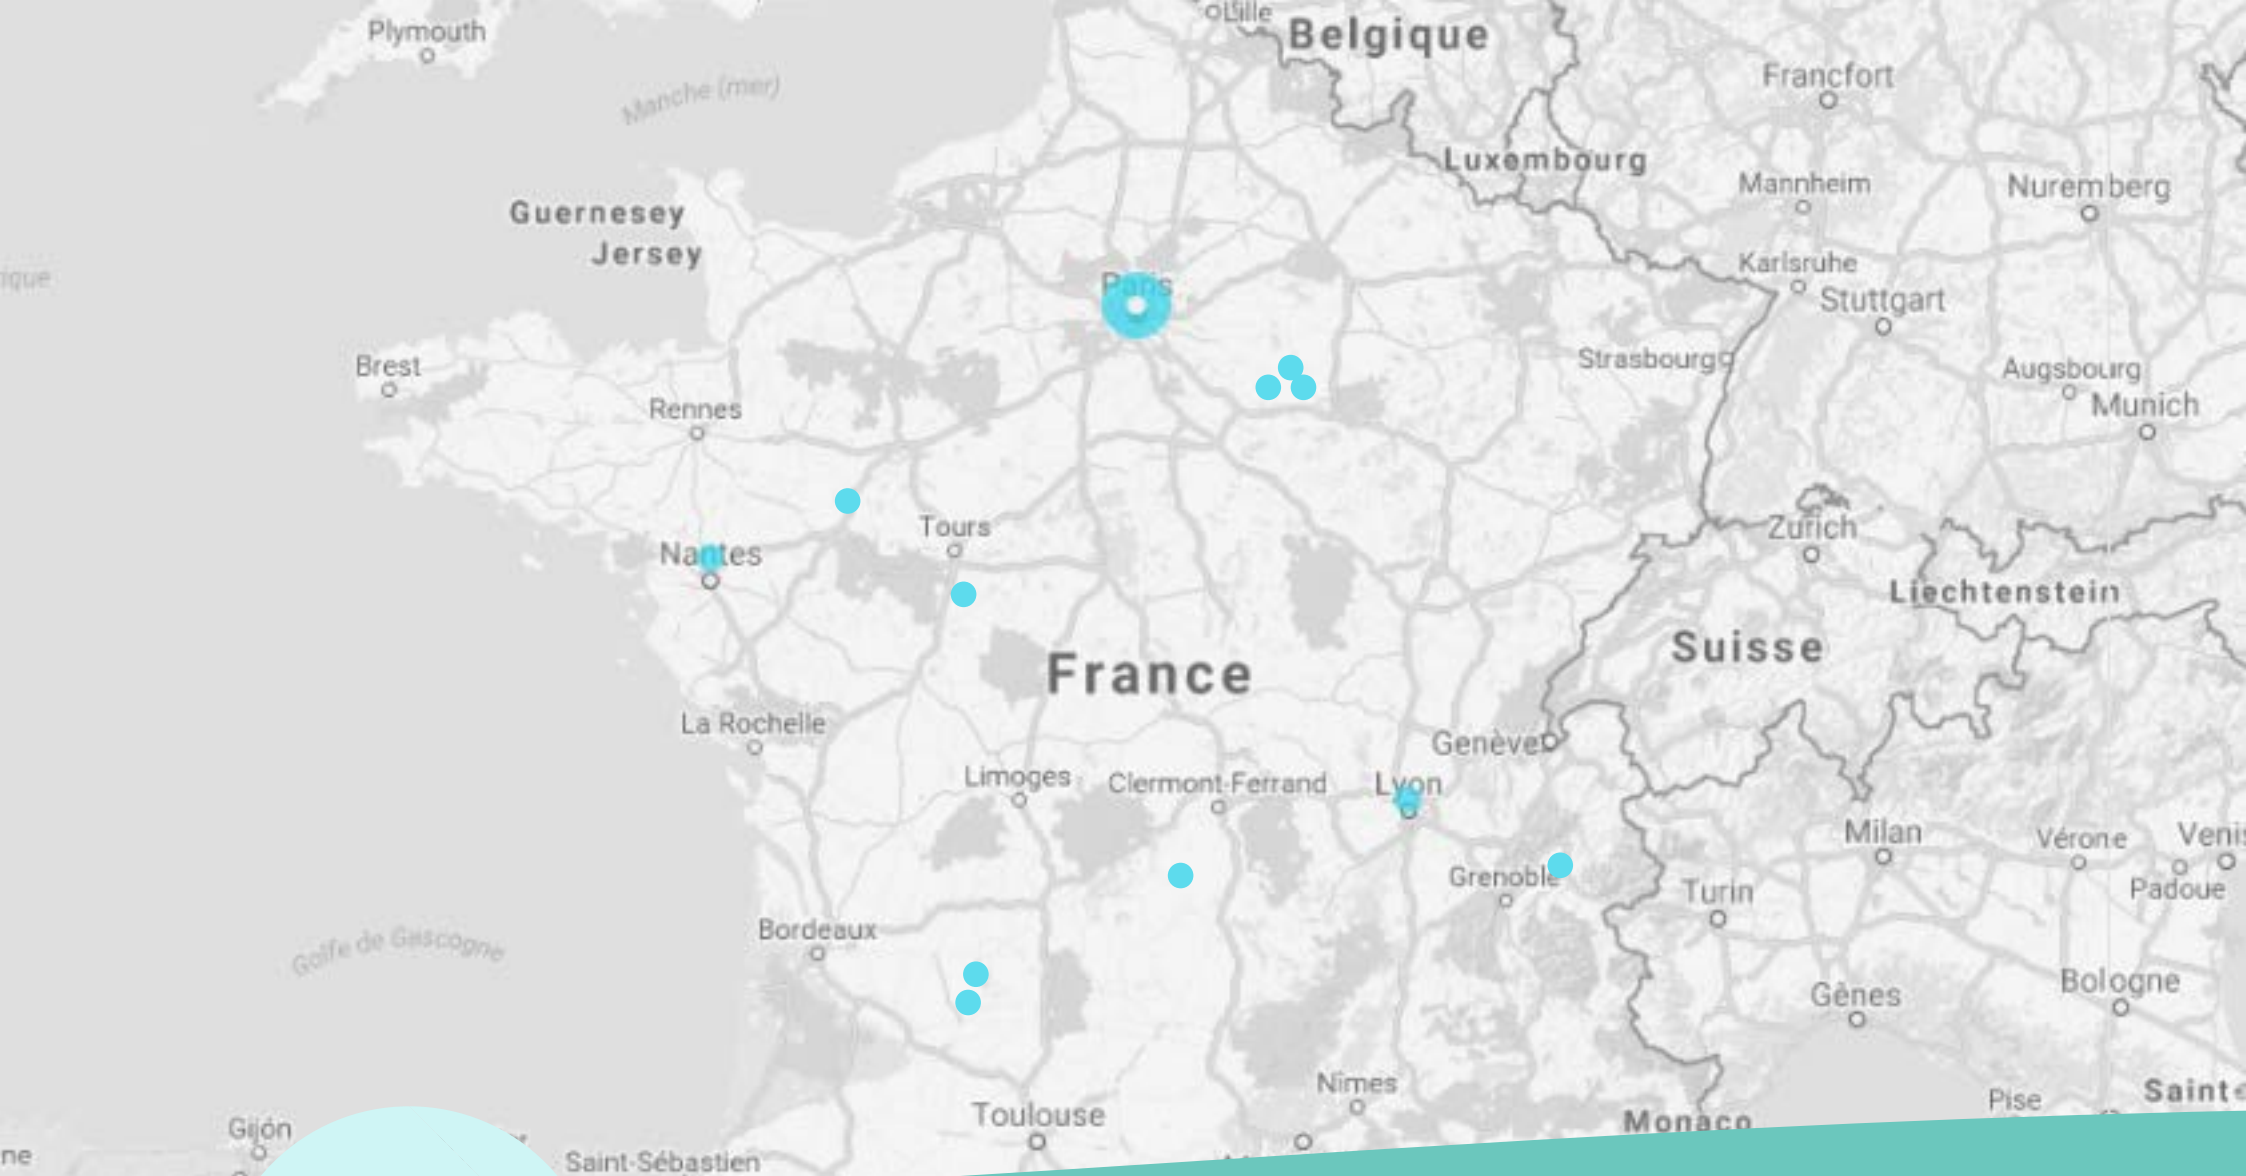 Lille
Belgique
Plymouth
Francfort
Manche (mer)
Luxembourg
Mannheim
Nuremberg
Guernesey
Jersey
Karlsruhe
Paris
Stuttgart
Strasbourg
Brest
Augsbourg
Munich
Rennes
Tours
Zurich
Nantes
Liechtenstein
Suisse
France
La Rochelle
Genève
Limoges
Clermont-Ferrand
Lyon
Milan
Vérone
Grenoble
Turin
Padoue
Bordeaux
Golfe de Gascogne
Bologne
Gênes
Nîmes
Saint
Pise
Toulouse
Monaco
Gijón
Saint-Sébastien